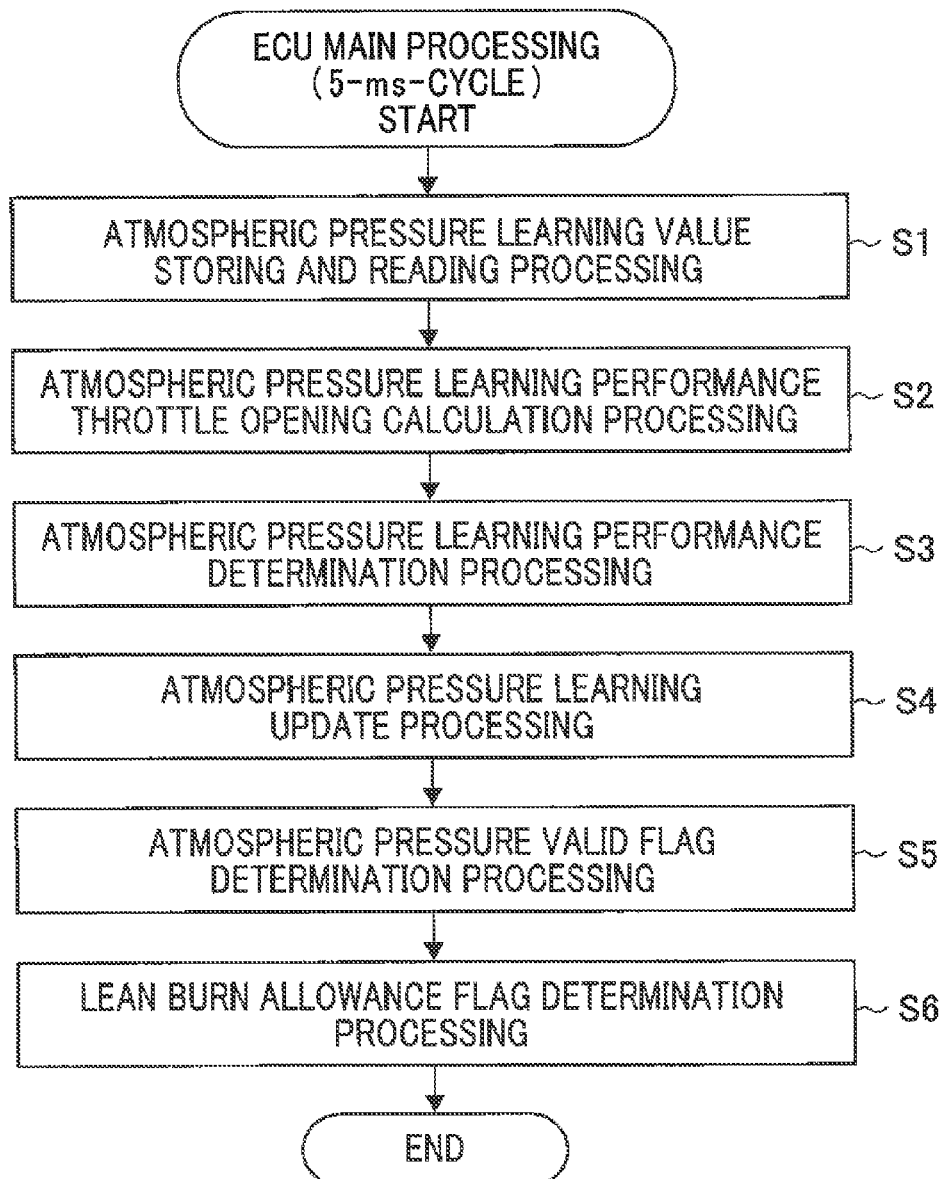 ECU MAIN PROCESSING
(5-ms-CYCLE)
START
ATMOSPHERIC PRESSURE LEARNING VALUE
STORING AND READING PROCESSING
S1
ATMOSPHERIC PRESSURE LEARNING PERFORMANCE
THROTTLE OPENING CALCULATION PROCESSING
S2
ATMOSPHERIC PRESSURE LEARNING PERFORMANCE
DETERMINATION PROCESSING
S3
ATMOSPHERIC PRESSURE LEARNING
UPDATE PROCESSING
S4
ATMOSPHERIC PRESSURE VALID FLAG
DETERMINATION PROCESSING
S5
LEAN BURN ALLOWANCE FLAG DETERMINATION
PROCESSING
S6
END